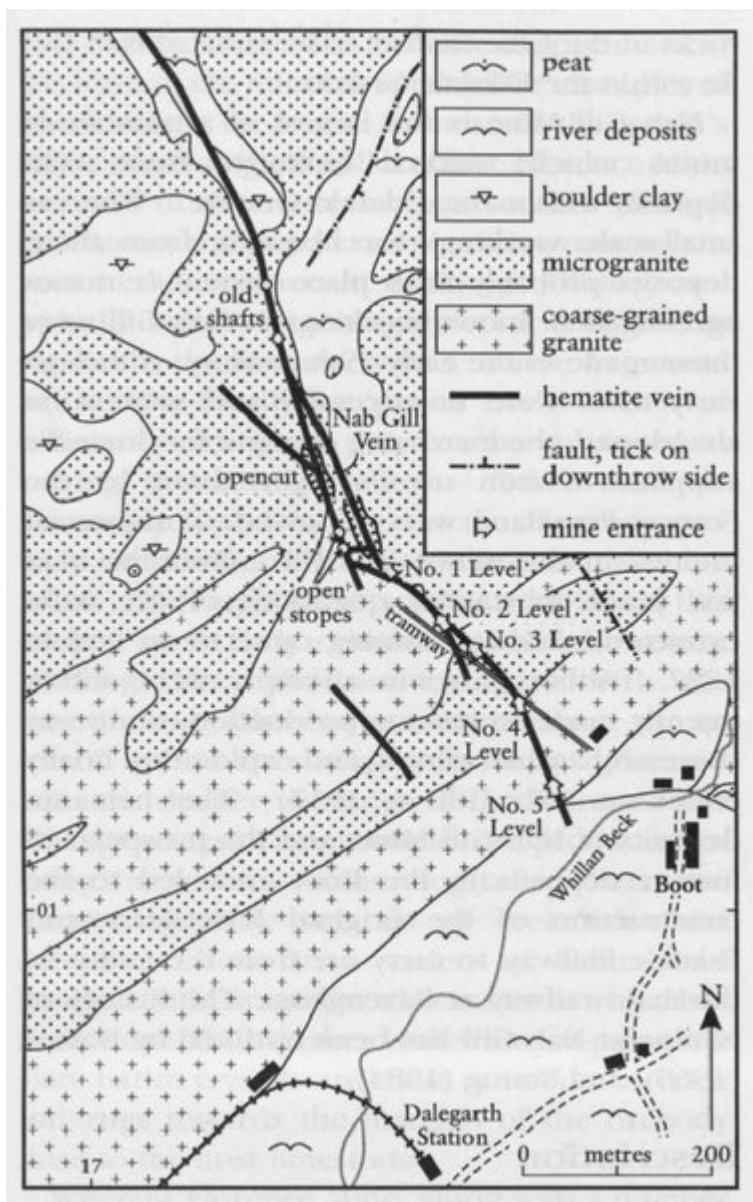 peat
river deposits
boulder clay
microgranite
coarse-grained
granite
hematite vein
fault, tick on
downthrow side
mine entrance
old
shafts
Nab Gill
Vein
opencut
No. 1 Level
open
stopes
No. 2 Level
tramway
No. 3 Level
No. 4
Level
No. 5
Level
Whillan Beck
Boot
01
N
Dalegarth
Station
17
0 metres 200